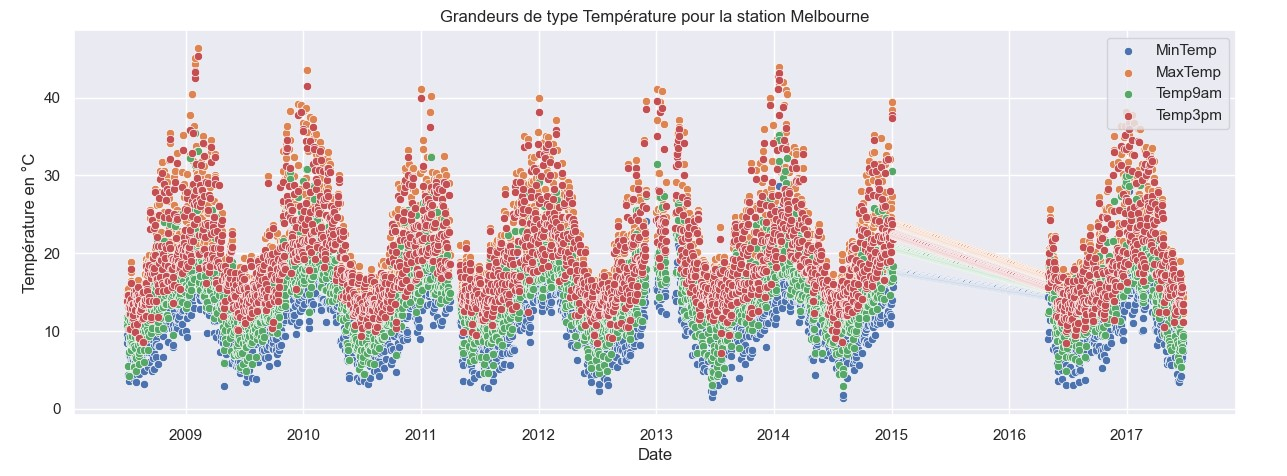 Grandeurs de type Température pour la station Melbourne
MinTemp
MaxTemp
Temp9am
Temp3pm
Température en °C
40
30
20
10
0
2009 2010 2011 2012 2013 2014 2015 2016 2017
Date